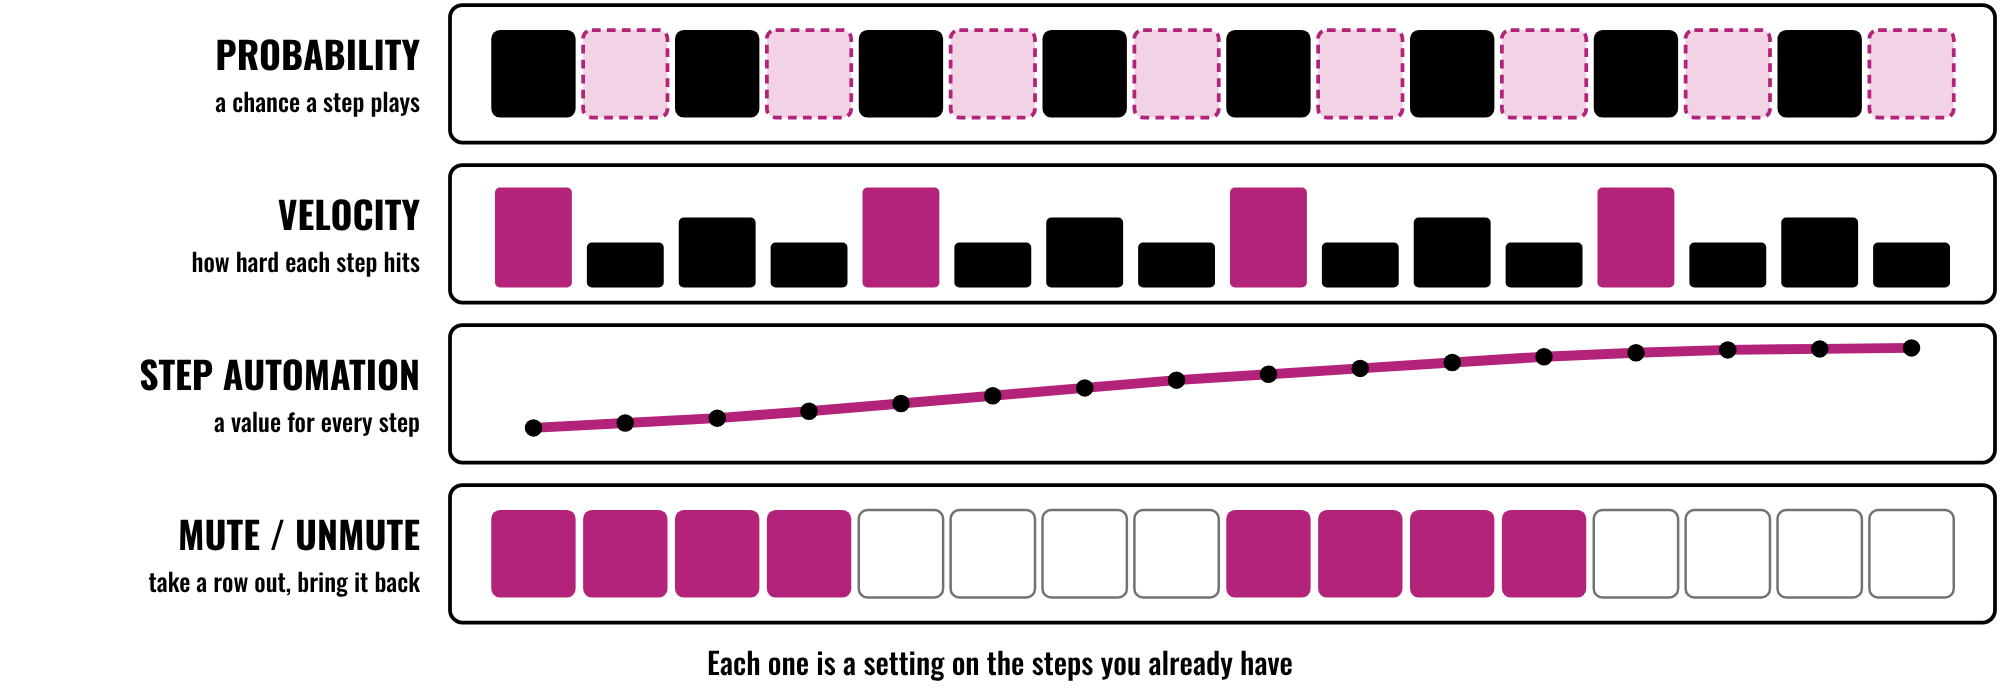 PROBABILITY
a chance a step plays
VELOCITY
how hard each step hits
STEP AUTOMATION
a value for every step
MUTE / UNMUTE
take a row out, bring it back
Each one is a setting on the steps you already have